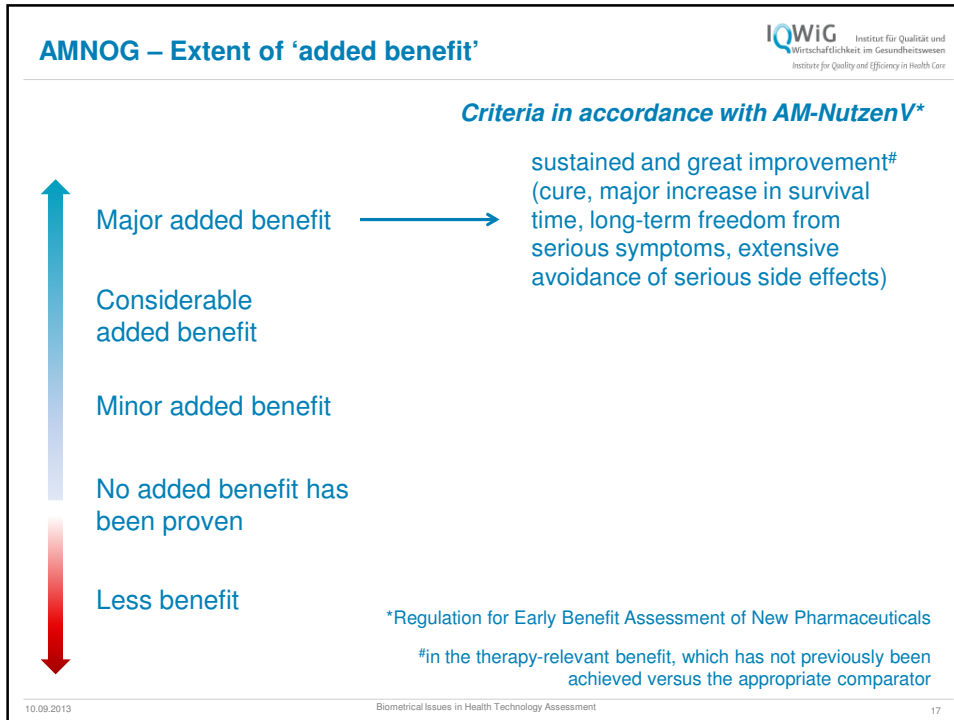 AMNOG – Extent of ‘added benefit’
IQWiG Institut für Qualität und
Wirtschaftlichkeit im Gesundheitswesen
Institute for Quality and Efficiency in Health Care
Criteria in accordance with AM-NutzenV*
Major added benefit
sustained and great improvement#
(cure, major increase in survival
time, long-term freedom from
serious symptoms, extensive
avoidance of serious side effects)
Considerable
added benefit
Minor added benefit
No added benefit has
been proven
Less benefit
*Regulation for Early Benefit Assessment of New Pharmaceuticals
#in the therapy-relevant benefit, which has not previously been
achieved versus the appropriate comparator
10.09.2013
Biometrical Issues in Health Technology Assessment
17